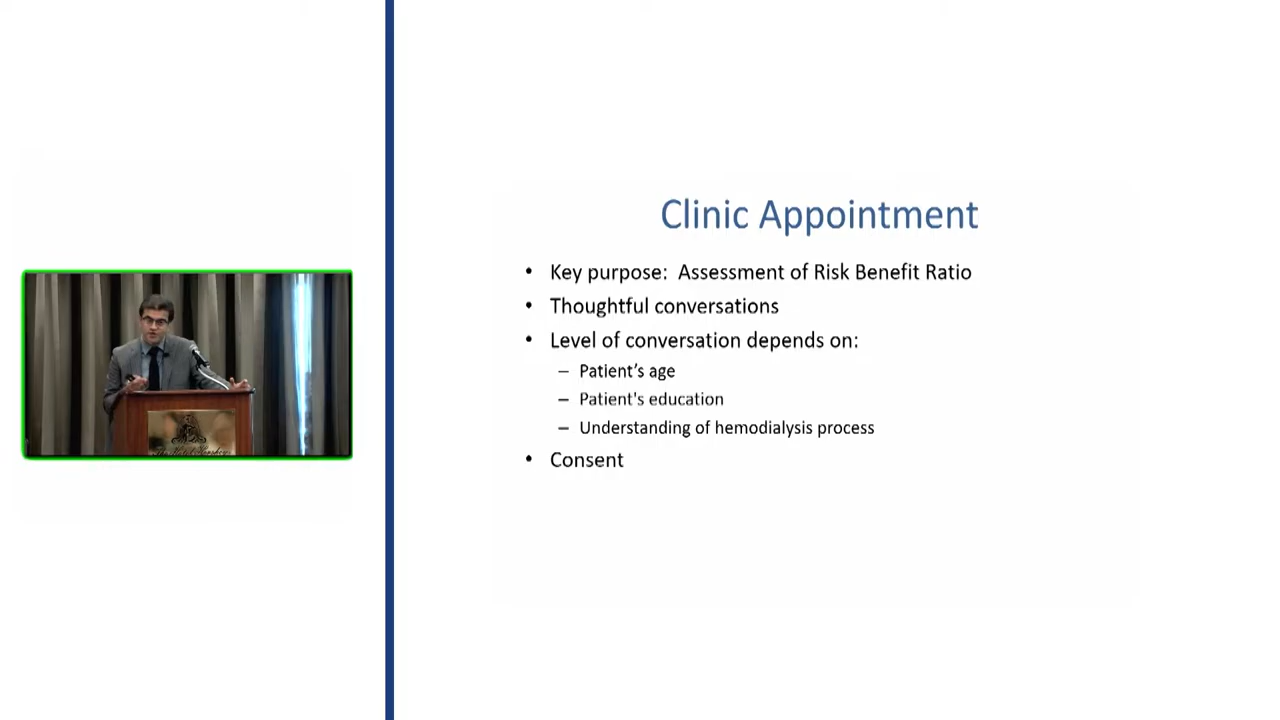 Clinic Appointment
• Key purpose: Assessment of Risk Benefit Ratio
• Thoughtful conversations
• Level of conversation depends on:
– Patient’s age
– Patient's education
– Understanding of hemodialysis process
• Consent